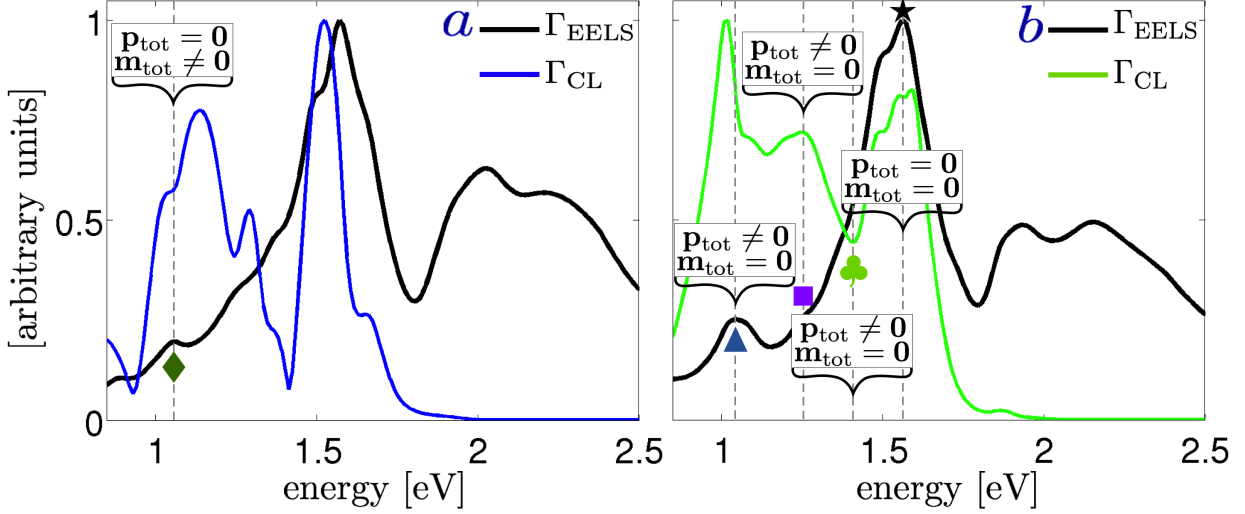 a
Γ_EELS
Γ_CL
p_tot = 0
m_tot ≠ 0
1
0.5
0
[arbitrary units]
1
1.5
2
2.5
energy [eV]
b
Γ_EELS
Γ_CL
p_tot ≠ 0
m_tot = 0
p_tot = 0
m_tot = 0
p_tot ≠ 0
m_tot = 0
p_tot ≠ 0
m_tot = 0
1
1.5
2
2.5
energy [eV]